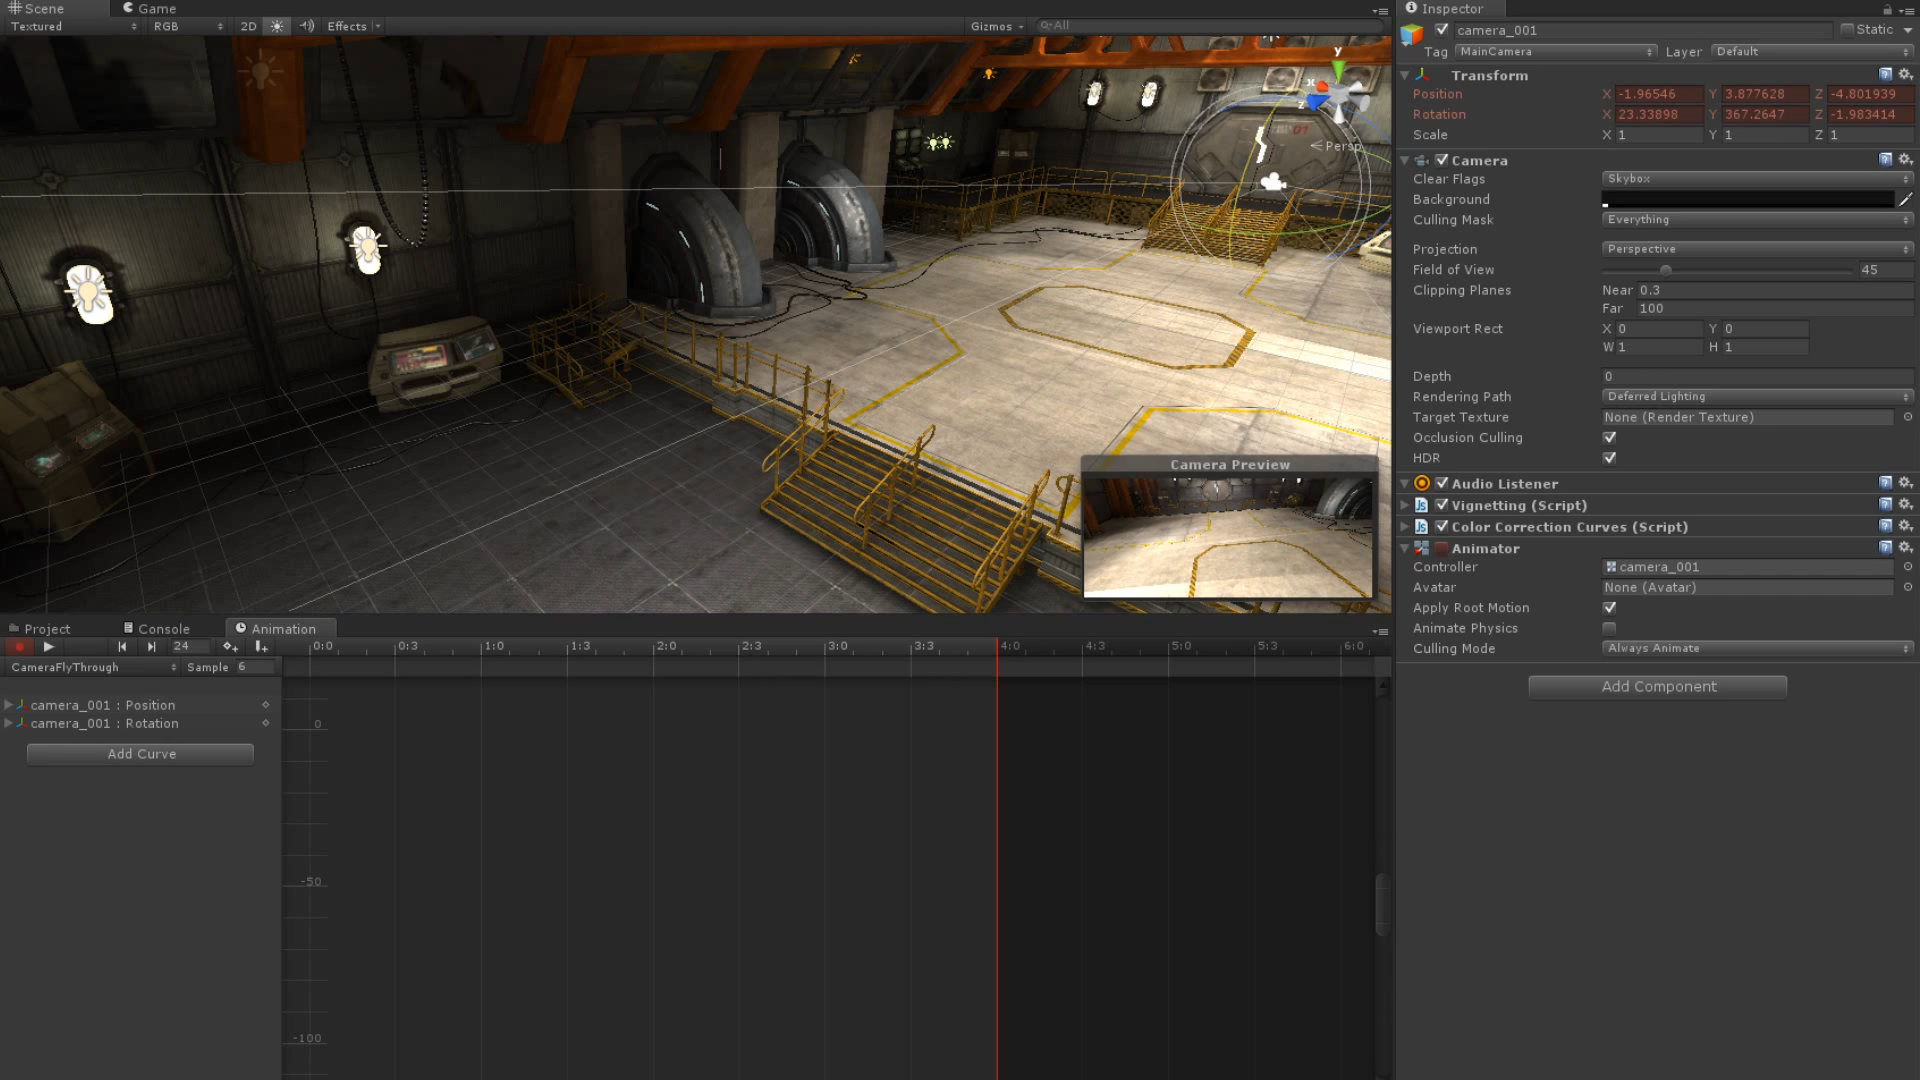 Scene Game
Textured RGB 2D Effects Gizmos All
y
x
z
Persp
Camera Preview
Project Console Animation
24 0:0 0:3 1:0 1:3 2:0 2:3 3:0 3:3 4:0 4:3 5:0 5:3 6:0
CameraFlyThrough Sample 6
camera_001 : Position
camera_001 : Rotation
Add Curve
0
-50
-100
Inspector
camera_001 Static
Tag MainCamera Layer Default
Transform
Position X -1.96546 Y 3.877628 Z -4.801939
Rotation X 23.33898 Y 367.2647 Z -1.983414
Scale X 1 Y 1 Z 1
Camera
Clear Flags Skybox
Background
Culling Mask Everything
Projection Perspective
Field of View 45
Clipping Planes Near 0.3
Far 100
Viewport Rect X 0 Y 0
W 1 H 1
Depth 0
Rendering Path Deferred Lighting
Target Texture None (Render Texture)
Occlusion Culling
HDR
Audio Listener
Js Vignetting (Script)
Js Color Correction Curves (Script)
Animator
Controller camera_001
Avatar None (Avatar)
Apply Root Motion
Animate Physics
Culling Mode Always Animate
Add Component